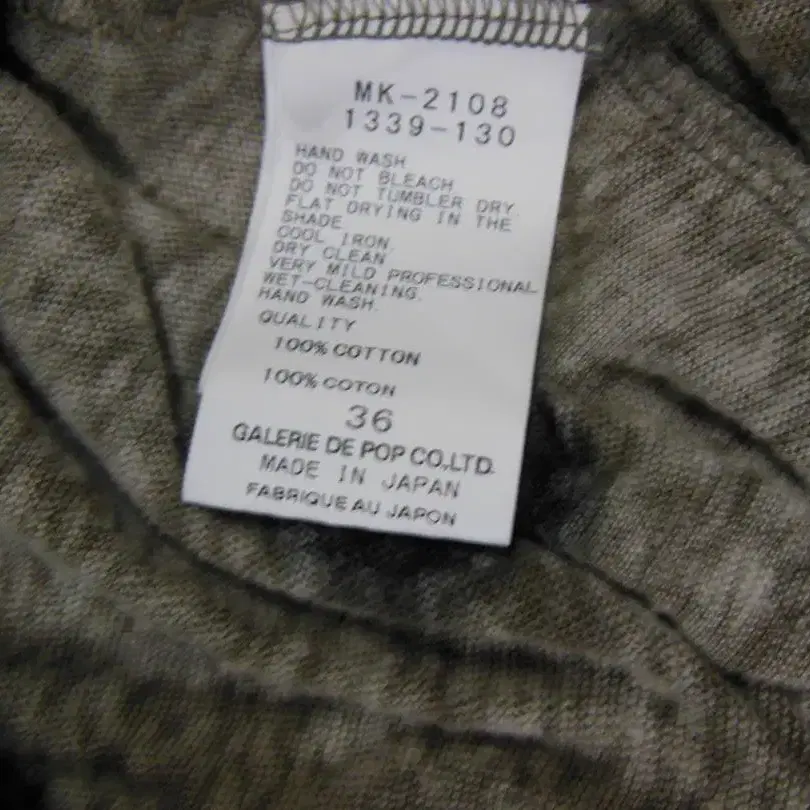 MK-2108
1339-130
HAND WASH
DO NOT BLEACH
DO NOT TUMBLER DRY.
FLAT DRYING IN THE
SHADE
COOL IRON.
DRY CLEAN
VERY MILD PROFESSIONAL
WET-CLEANING.
HAND WASH.
QUALITY
100% COTTON
100% COTON
36
GALERIE DE POP CO.,LTD.
MADE IN JAPAN
FABRIQUE AU JAPON